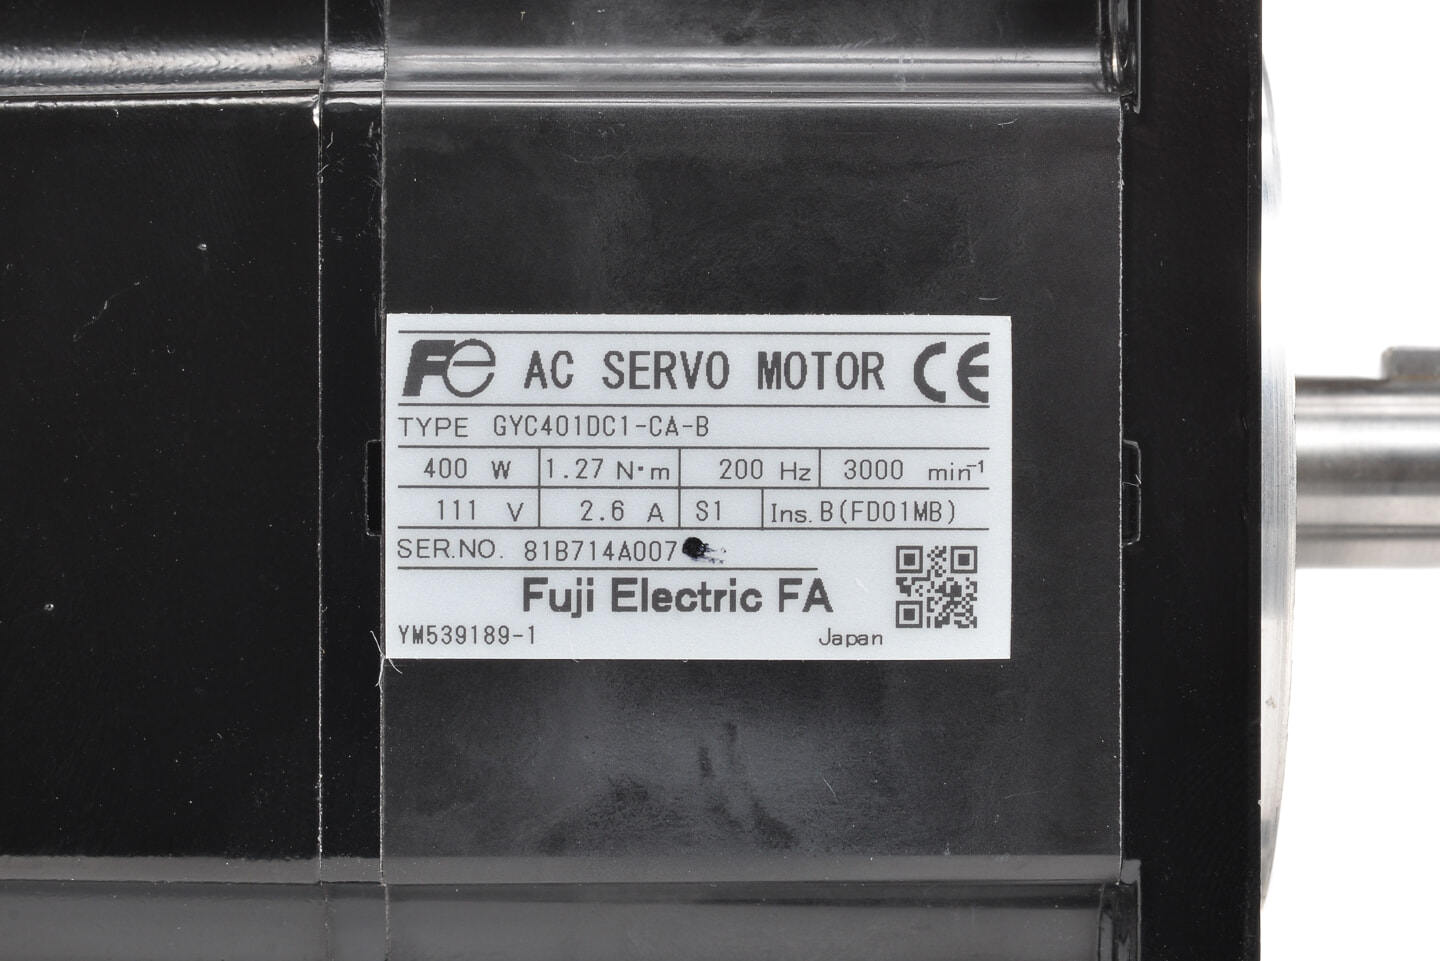 Fe AC SERVO MOTOR CE
TYPE GYC401DC1-CA-B
400 W 1.27 N·m 200 Hz 3000 min⁻¹
111 V 2.6 A S1 Ins. B(FD01MB)
SER.NO. 81B714A007
Fuji Electric FA
YM539189-1 Japan